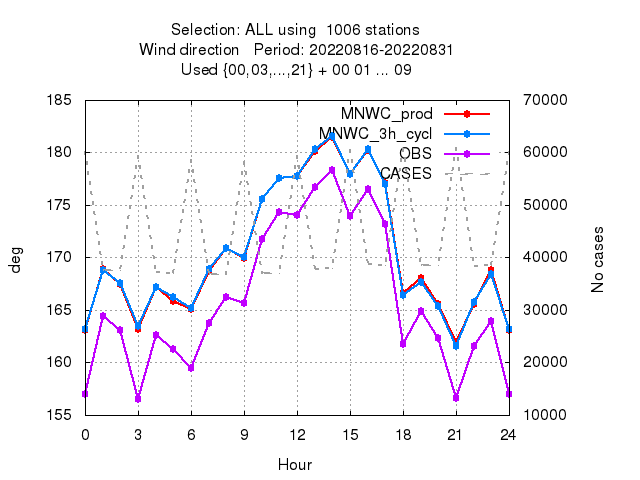 Selection: ALL using  1006 stations
Wind direction   Period: 20220816-20220831
Used {00,03,...,21} + 00 01 ... 09
185 70000
MNWC_prod
MNWC_3h_cycl
180 60000
OBS
CASES
175 50000
170 40000
165 30000
160 20000
155 10000
deg
No cases
0 3 6 9 12 15 18 21 24
Hour